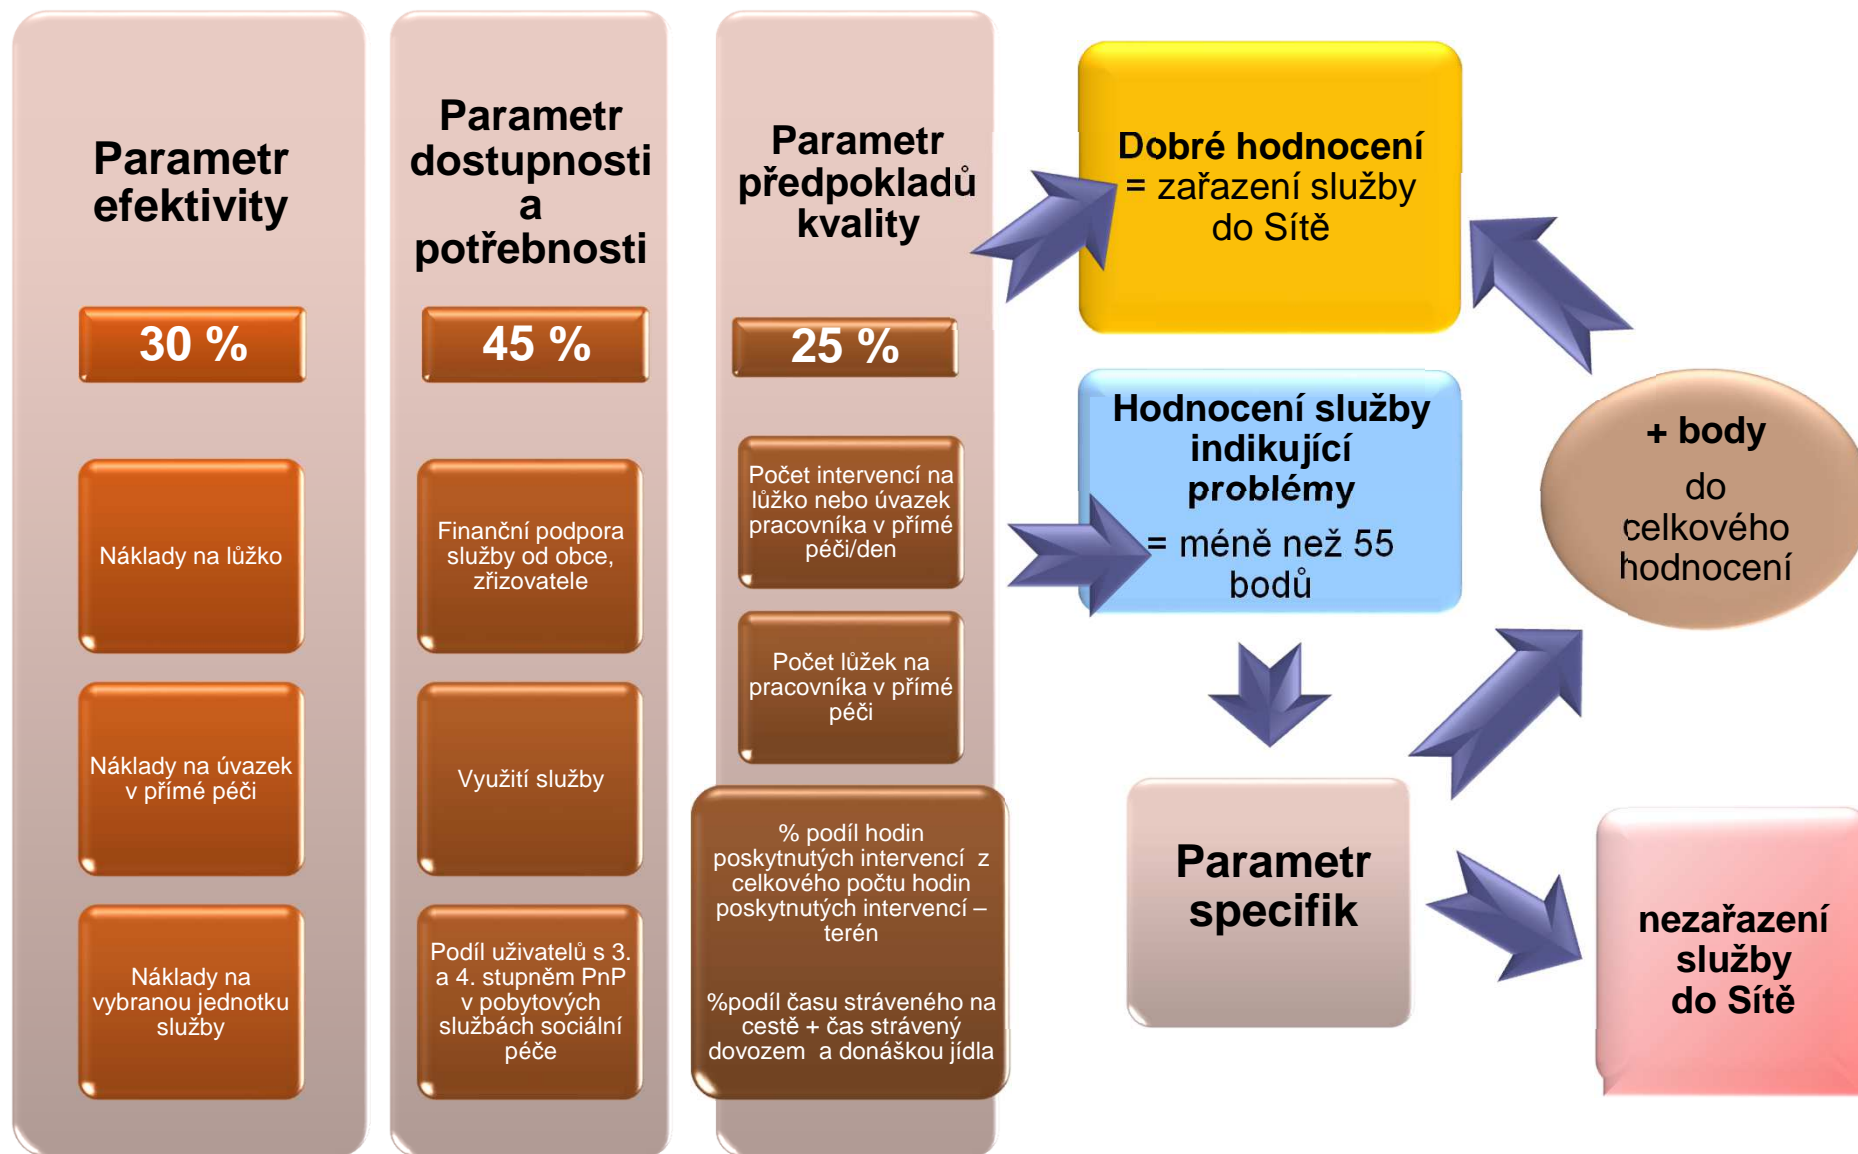 Parametr
efektivity
30 %
Náklady na lůžko
Náklady na úvazek
v přímé péči
Náklady na
vybranou jednotku
služby
Parametr
dostupnosti
a
potřebnosti
45 %
Finanční podpora
služby od obce,
zřizovatele
Využití služby
Podíl uživatelů s 3.
a 4. stupněm PnP
v pobytových
službách sociální
péče
Parametr
předpokladů
kvality
25 %
Počet intervencí na
lůžko nebo úvazek
pracovníka v přímé
péči/den
Počet lůžek na
pracovníka v přímé
péči
% podíl hodin
poskytnutých intervencí z
celkového počtu hodin
poskytnutých intervencí –
terén
%podíl času stráveného na
cestě + čas strávený
dovozem a donáškou jídla
Dobré hodnocení
= zařazení služby
do Sítě
Hodnocení služby
indikující
problémy
= méně než 55
bodů
+ body
do
celkového
hodnocení
Parametr
specifik
nezařazení
služby
do Sítě